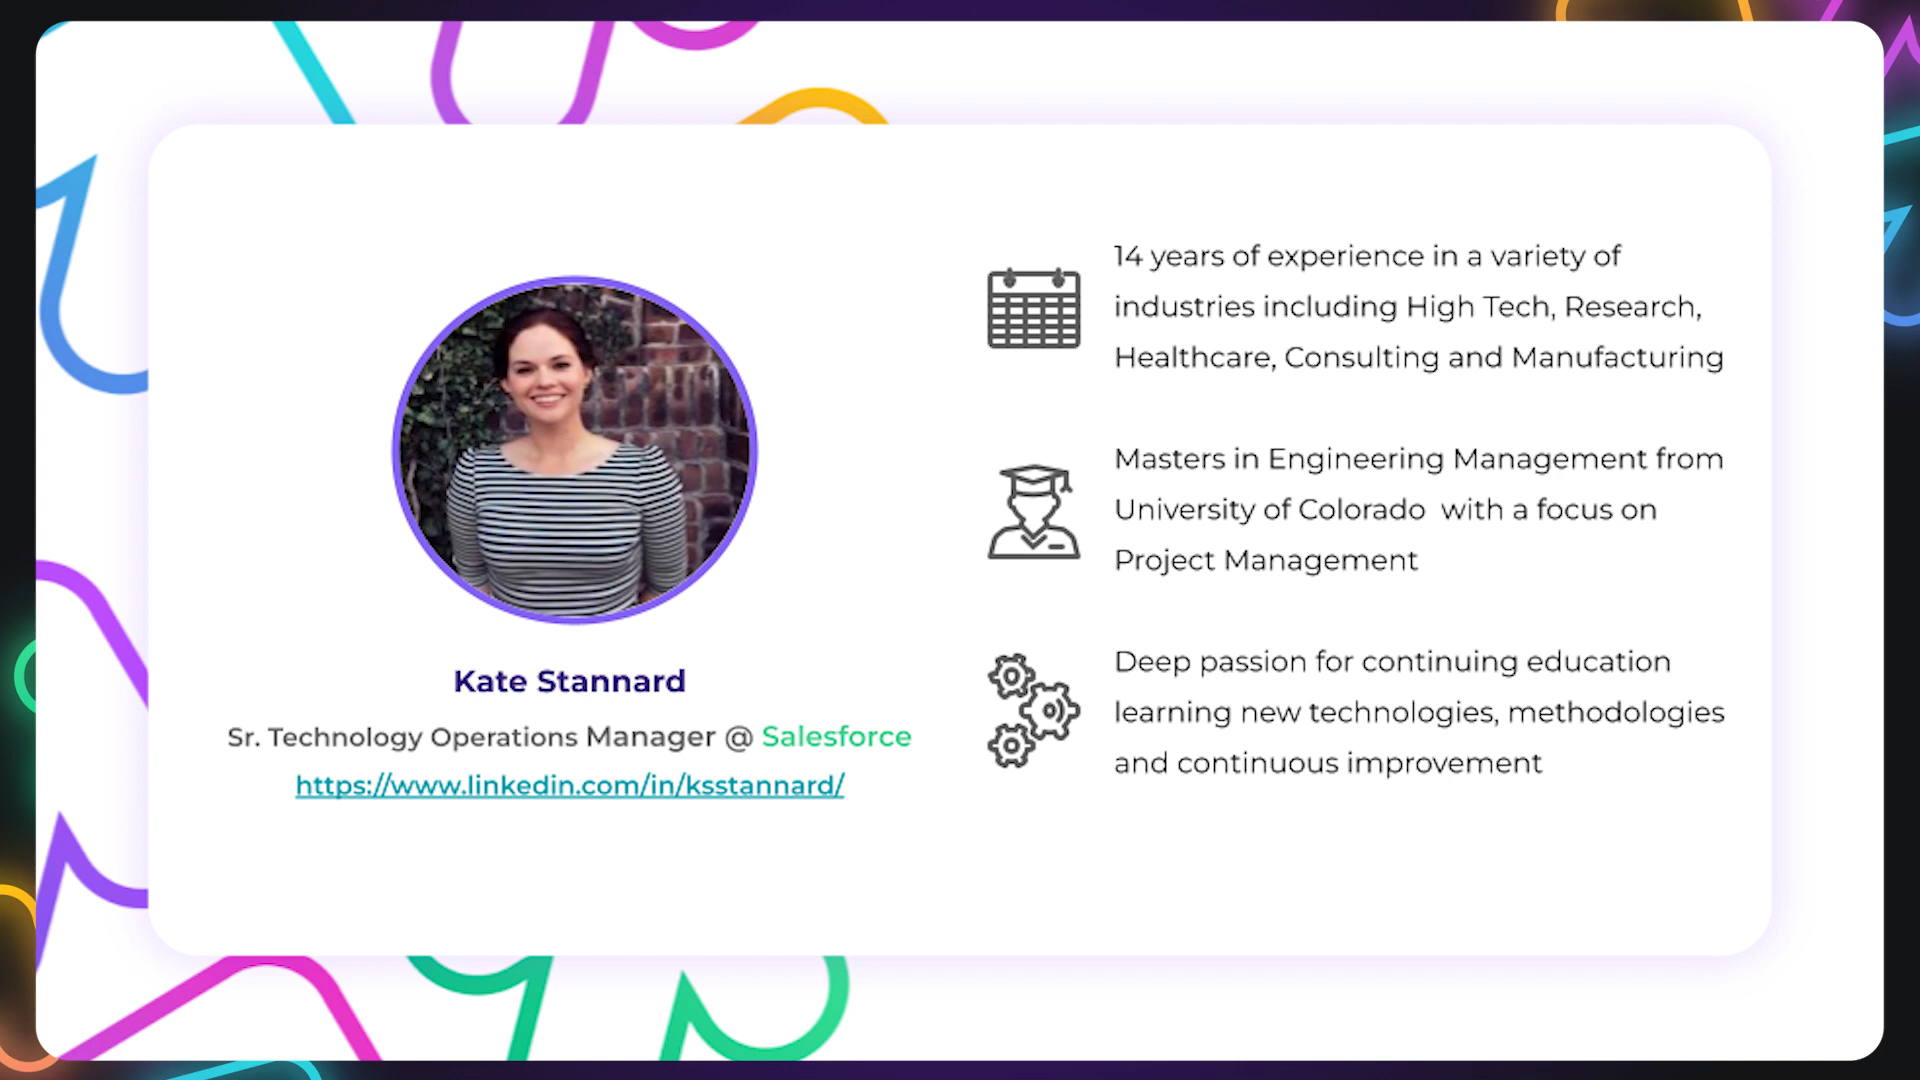 Kate Stannard
Sr. Technology Operations Manager @ Salesforce
https://www.linkedin.com/in/ksstannard/
14 years of experience in a variety of
industries including High Tech, Research,
Healthcare, Consulting and Manufacturing
Masters in Engineering Management from
University of Colorado  with a focus on
Project Management
Deep passion for continuing education
learning new technologies, methodologies
and continuous improvement